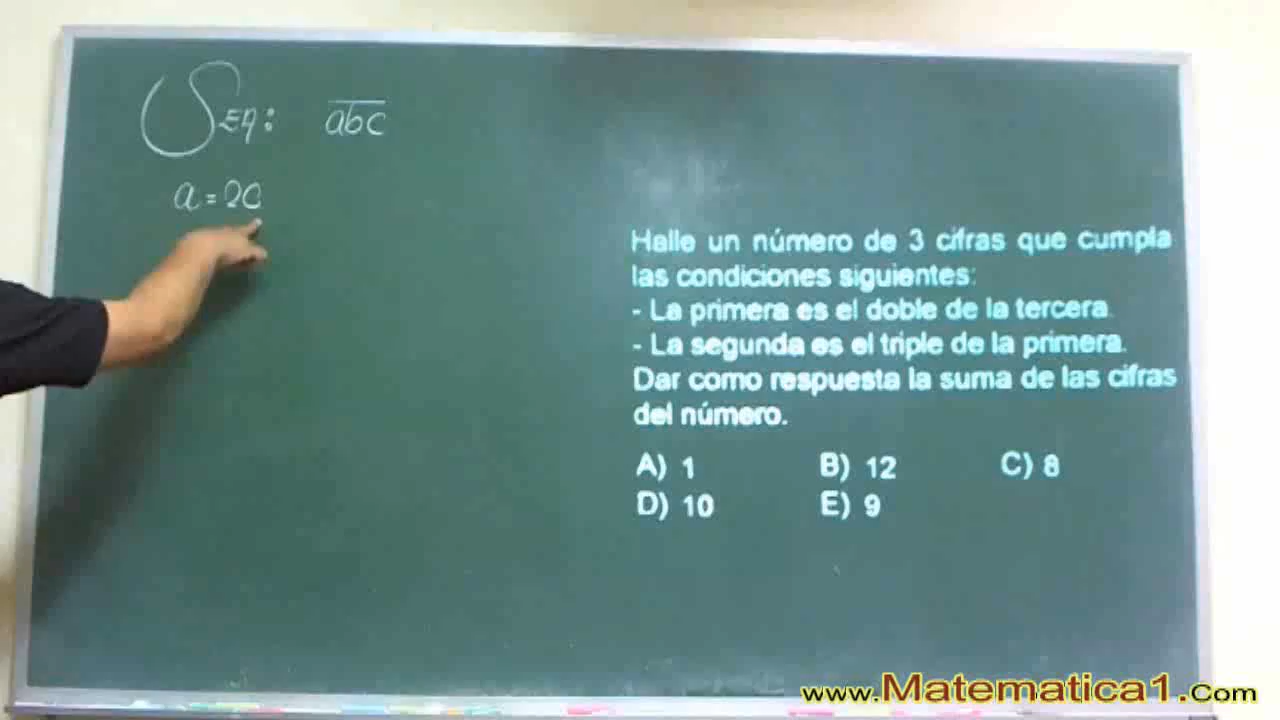 Sea: abc
a = 2c
Halle un número de 3 cifras que cumpla
las condiciones siguientes:
- La primera es el doble de la tercera.
- La segunda es el triple de la primera.
Dar como respuesta la suma de las cifras
del número.
A) 1 B) 12 C) 8
D) 10 E) 9
www.Matematica1.Com